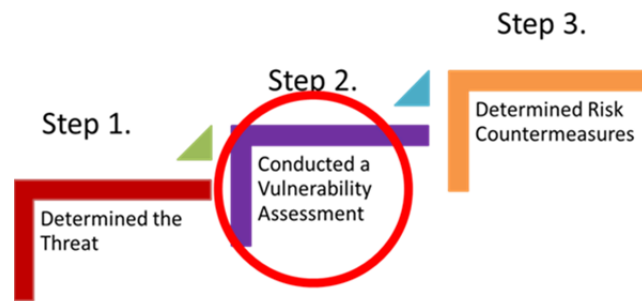 Step 1.
Determined the
Threat
Step 2.
Conducted a
Vulnerability
Assessment
Step 3.
Determined Risk
Countermeasures